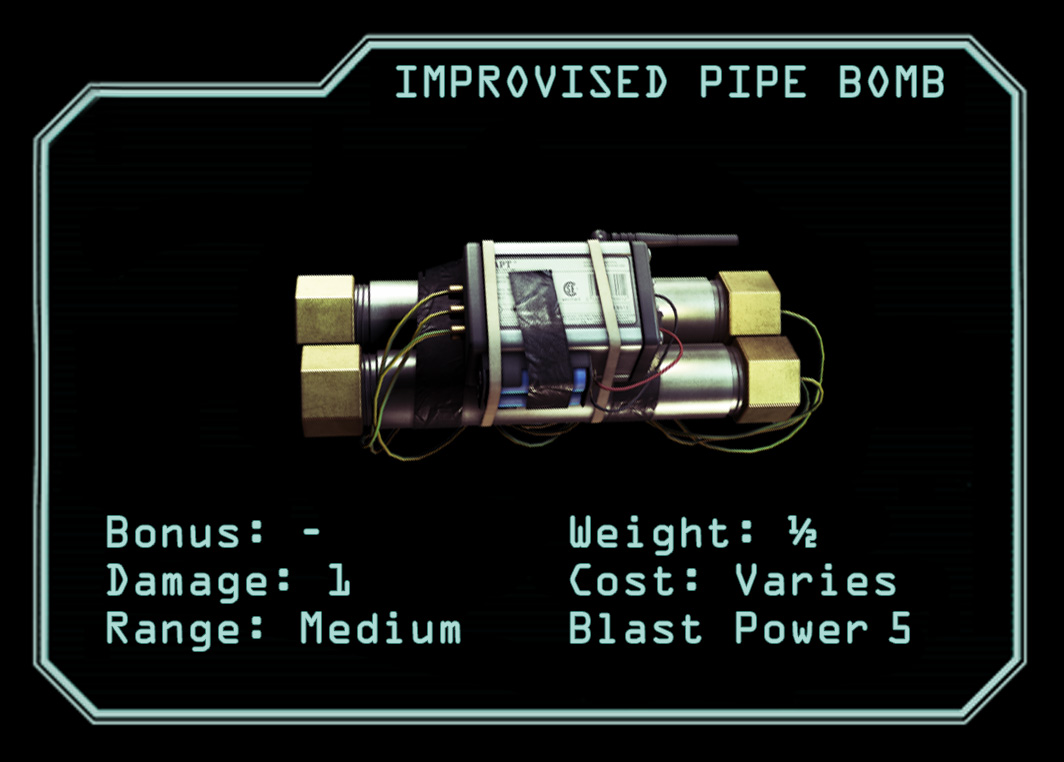 IMPROVISED PIPE BOMB
Bonus: -
Weight: ½
Damage: 1
Cost: Varies
Range: Medium
Blast Power 5